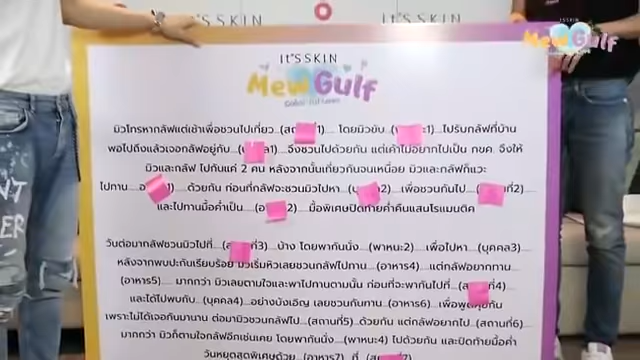 It'S SKIN
It'S SKIN
It'S SKIN
Mew Gulf
It'S SKIN
Mew Gulf
มิวโทรหากลัฟแต่เช้าเพื่อชวนไปเที่ยว....(ส 1).... โดยมิวขับ....( 1)....ไปรับกลัฟที่บ้าน
พอไปถึงแล้วเจอกลัฟอยู่กับ....( 1)....จึงชวนไปด้วยกัน แต่เค้าไม่อยากไปเป็น กขค. จึงให้
มิวและกลัฟ ไปกันแค่ 2 คน หลังจากนั้นเที่ยวกันจนเหนื่อย มิวและกลัฟก็แวะ
ไปทาน....อ 1)....ด้วยกัน ก่อนที่กลัฟจะชวนมิวไปหา....(บ 2)....เพื่อชวนกันไป....( ที่2)
และไปทานมื้อค่ำเป็น....(อ 2)....มื้อพิเศษปิดท้ายค่ำคืนแสนโรแมนติค
วันต่อมากลัฟชวนมิวไปที่....(ส ที่3)....บ้าง โดยพากันนั่ง....(พาหนะ2)....เพื่อไปหา....(บุคคล3)
หลังจากพบปะกันเรียบร้อย มิวเริ่มหิวเลยชวนกลัฟไปทาน....(อาหาร4)....แต่กลัฟอยากทาน
(อาหาร5)....มากกว่า มิวเลยตามใจและพาไปทานตามนั้น ก่อนที่จะพากันไปที่....(ส ที่4)
และได้ไปพบกับ....(บุคคล4)....อย่างบังเอิญ เลยชวนกันทาน....(อาหาร6)....เพื่อพูดคุยกัน
เพราะไม่ได้เจอกันมานาน ต่อมามิวชวนกลัฟไป....(สถานที่5)....ด้วยกัน แต่กลัฟอยากไป....(สถานที่6)
มากกว่า มิวก็ตามใจกลัฟอีกเช่นเคย โดยพากันนั่ง....(พาหนะ4) ไปด้วยกัน และปิดท้ายมื้อค่ำ
วันหยุดสุดพิเศษด้วย....(อาหาร7) ที่ 7)